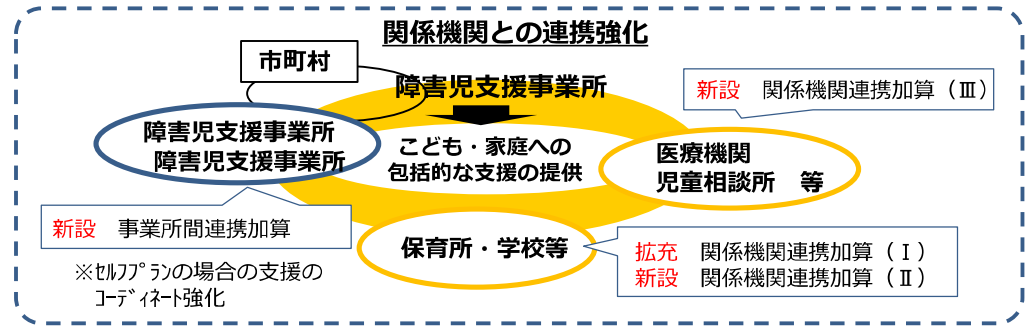 関係機関との連携強化
市町村
障害児支援事業所
新設　関係機関連携加算（Ⅲ）
障害児支援事業所
障害児支援事業所
こども・家庭への
包括的な支援の提供
医療機関
児童相談所　等
新設　事業所間連携加算
保育所・学校等
拡充　関係機関連携加算（Ⅰ）
新設　関係機関連携加算（Ⅱ）
※ｾﾙﾌﾌﾟﾗﾝの場合の支援の
ｺｰﾃﾞｨﾈｰﾄ強化